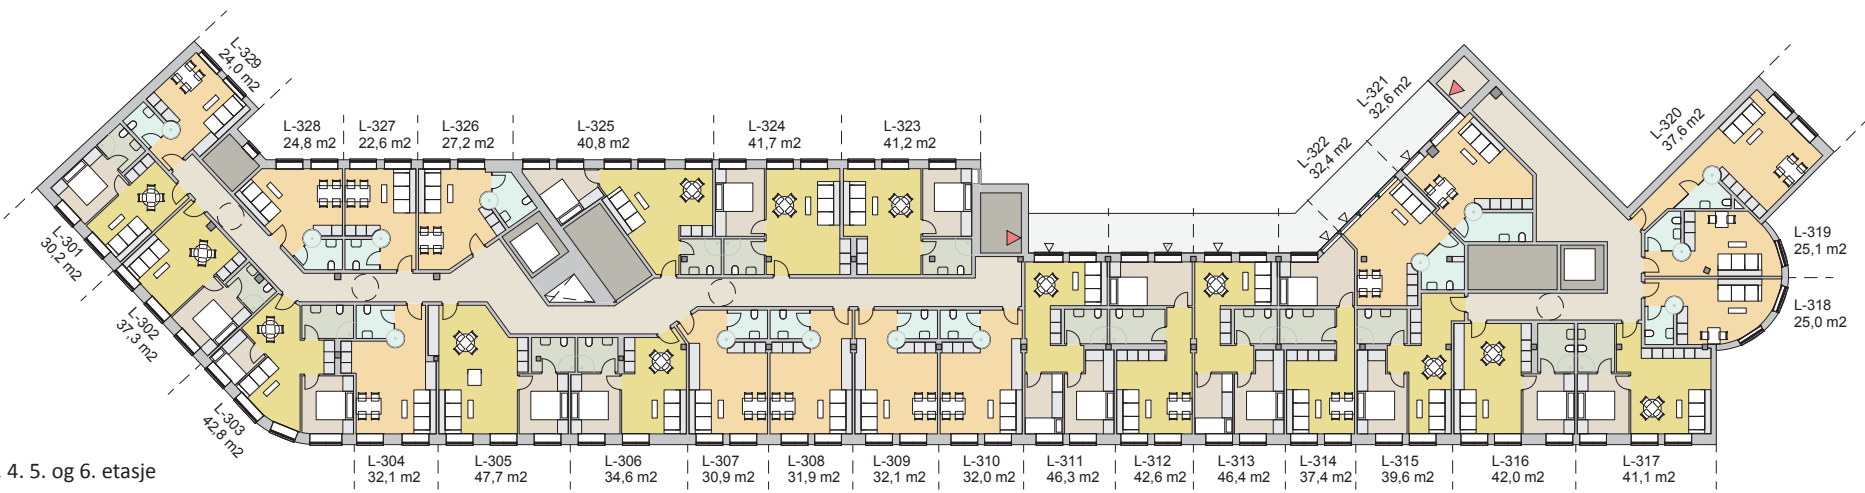 L-329
24,0 m2
L-328
24,8 m2
L-327
22,6 m2
L-326
27,2 m2
L-325
40,8 m2
L-324
41,7 m2
L-323
41,2 m2
L-322
32,4 m2
L-321
32,6 m2
L-320
37,6 m2
L-319
25,1 m2
L-318
25,0 m2
L-301
30,2 m2
L-302
37,3 m2
L-303
42,8 m2
L-304
32,1 m2
L-305
47,7 m2
L-306
34,6 m2
L-307
30,9 m2
L-308
31,9 m2
L-309
32,1 m2
L-310
32,0 m2
L-311
46,3 m2
L-312
42,6 m2
L-313
46,4 m2
L-314
37,4 m2
L-315
39,6 m2
L-316
42,0 m2
L-317
41,1 m2
. 4. 5. og 6. etasje